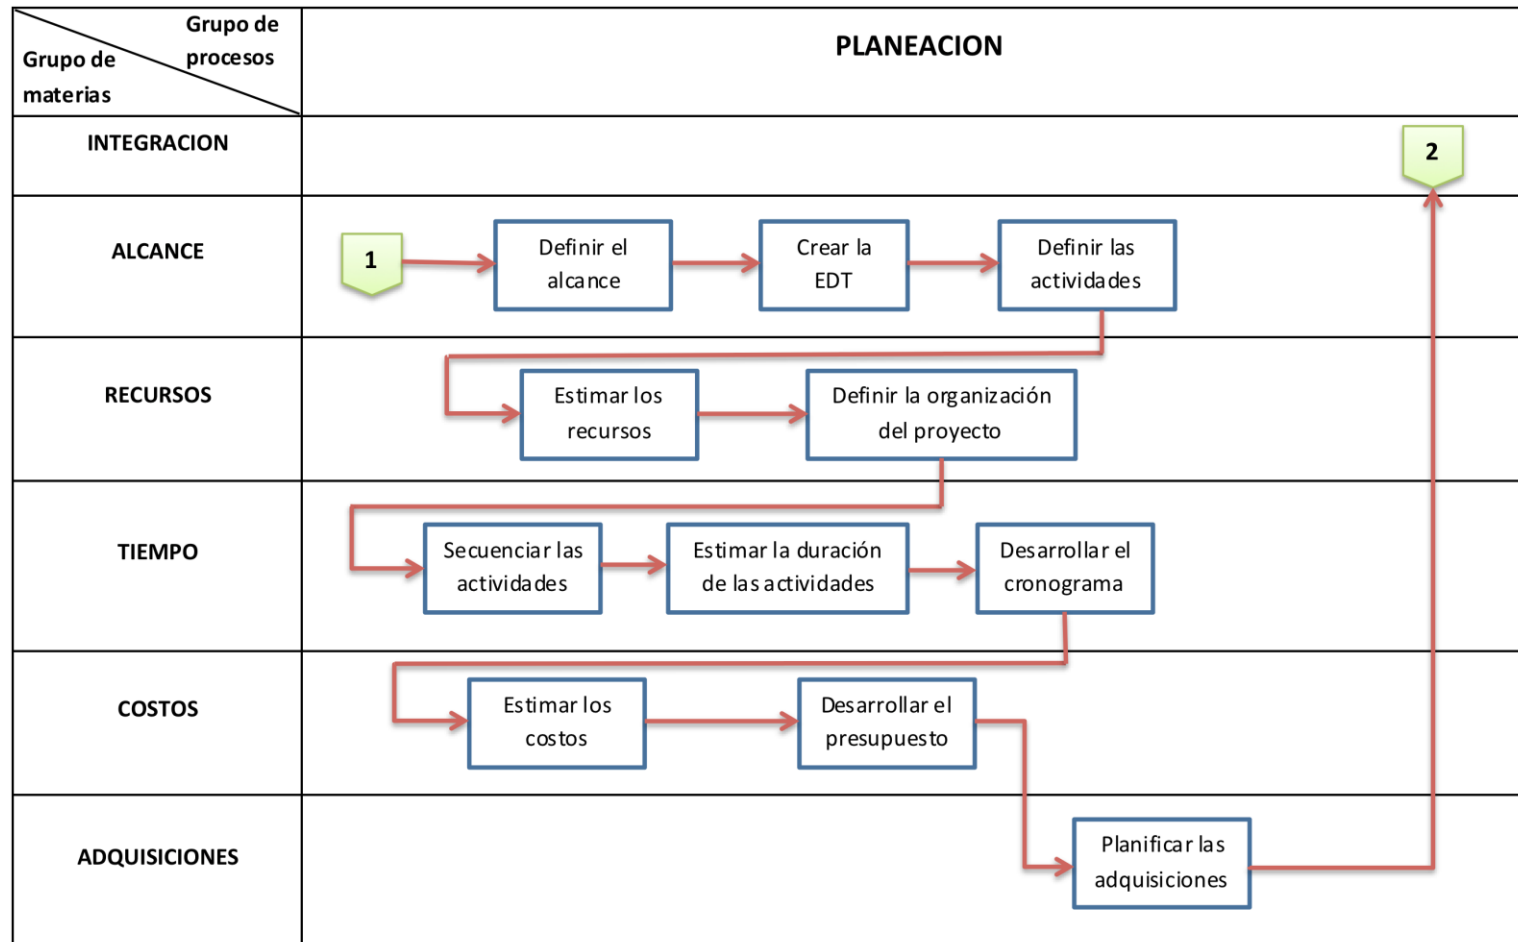 Grupo de
procesos
Grupo de
materias
PLANEACION
INTEGRACION
2
ALCANCE
1
Definir el
alcance
Crear la
EDT
Definir las
actividades
RECURSOS
Estimar los
recursos
Definir la organización
del proyecto
TIEMPO
Secuenciar las
actividades
Estimar la duración
de las actividades
Desarrollar el
cronograma
COSTOS
Estimar los
costos
Desarrollar el
presupuesto
ADQUISICIONES
Planificar las
adquisiciones